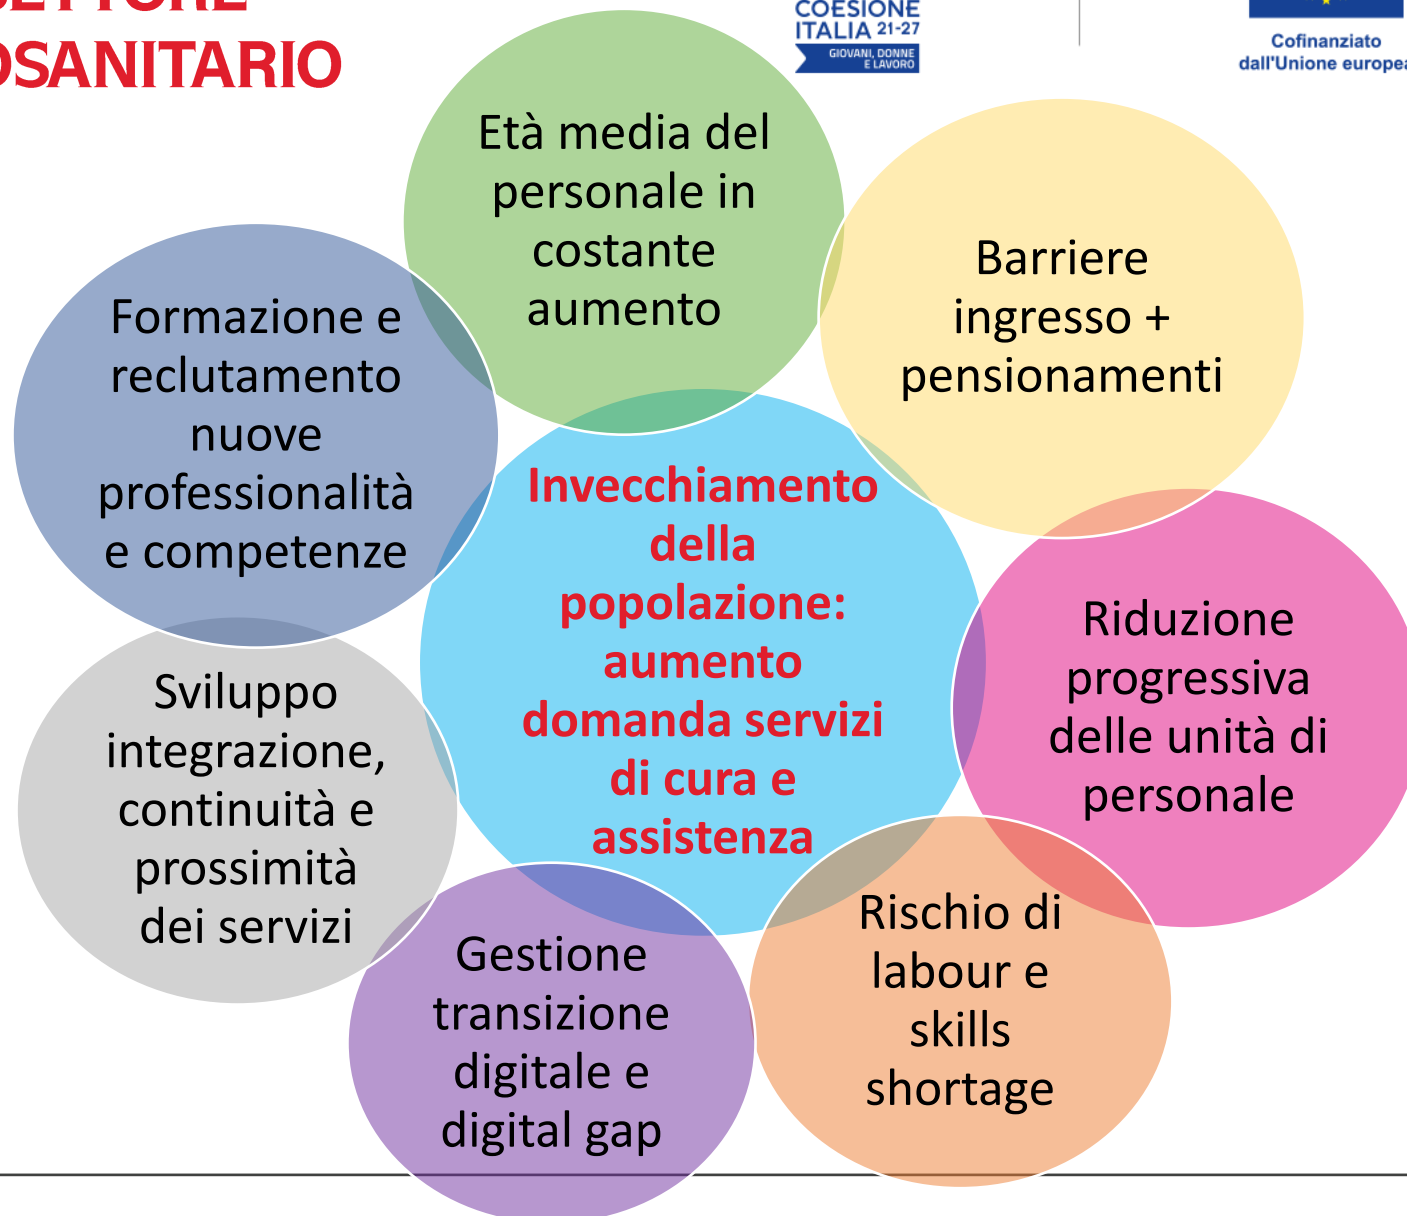 SETTORE
OSANITARIO
COESIONE
ITALIA 21-27
GIOVANI, DONNE
E LAVORO
Cofinanziato
dall'Unione europea
Età media del
personale in
costante
aumento
Barriere
ingresso +
pensionamenti
Formazione e
reclutamento
nuove
professionalità
e competenze
Invecchiamento
della
popolazione:
aumento
domanda servizi
di cura e
assistenza
Riduzione
progressiva
delle unità di
personale
Sviluppo
integrazione,
continuità e
prossimità
dei servizi
Rischio di
labour e
skills
shortage
Gestione
transizione
digitale e
digital gap